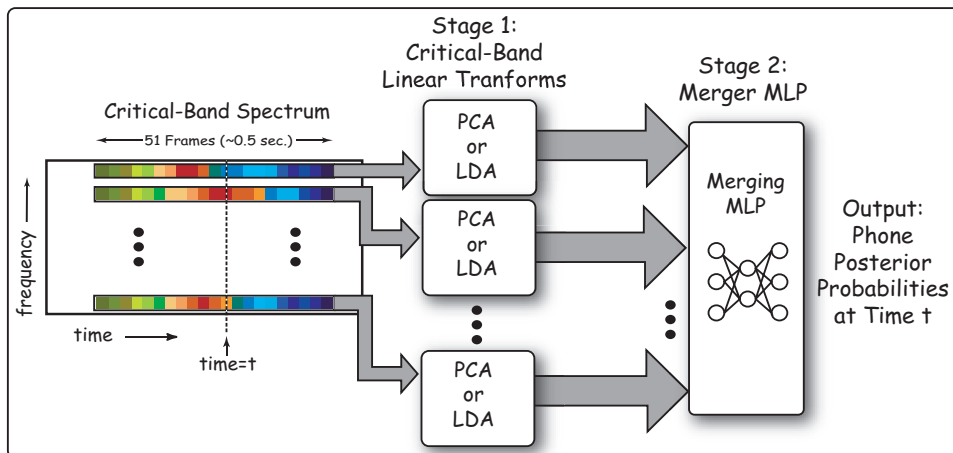 Stage 1:
Critical-Band
Linear Tranforms
Stage 2:
Merger MLP
Critical-Band Spectrum
51 Frames (~0.5 sec.)
frequency
time
time=t
PCA
or
LDA
PCA
or
LDA
PCA
or
LDA
Merging
MLP
Output:
Phone
Posterior
Probabilities
at Time t